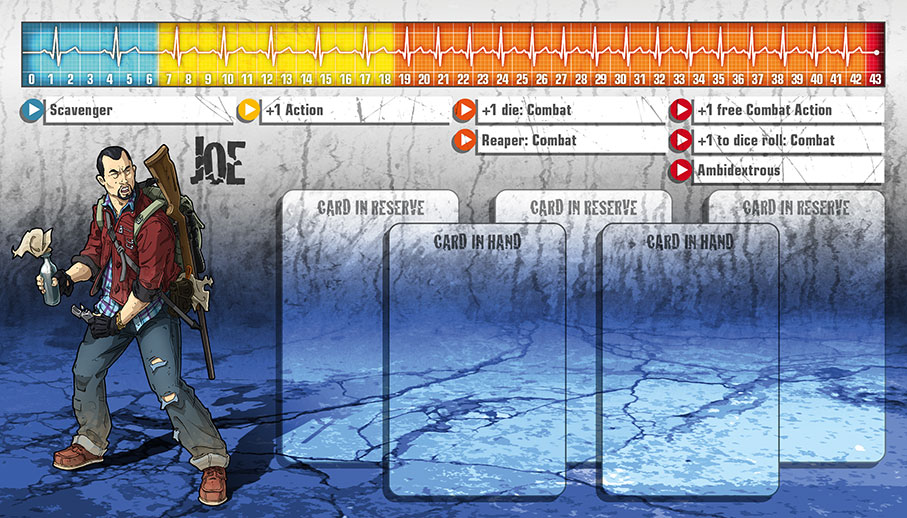 0 1 2 3 4 5 6 7 8 9 10 11 12 13 14 15 16 17 18 19 20 21 22 23 24 25 26 27 28 29 30 31 32 33 34 35 36 37 38 39 40 41 42 43
Scavenger +1 Action +1 die: Combat +1 free Combat Action
Reaper: Combat +1 to dice roll: Combat
Ambidextrous
JOE
CARD IN RESERVE CARD IN RESERVE CARD IN RESERVE
CARD IN HAND CARD IN HAND